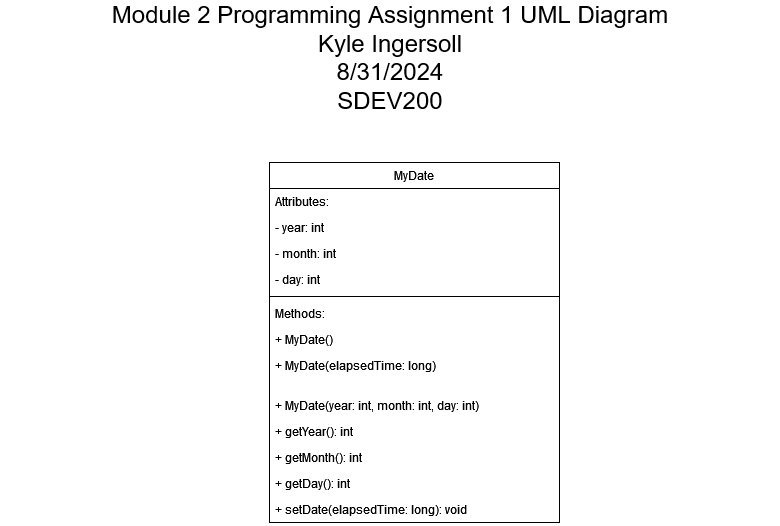 Module 2 Programming Assignment 1 UML Diagram
Kyle Ingersoll
8/31/2024
SDEV200
MyDate
Attributes:
- year: int
- month: int
- day: int
Methods:
+ MyDate()
+ MyDate(elapsedTime: long)
+ MyDate(year: int, month: int, day: int)
+ getYear(): int
+ getMonth(): int
+ getDay(): int
+ setDate(elapsedTime: long): void